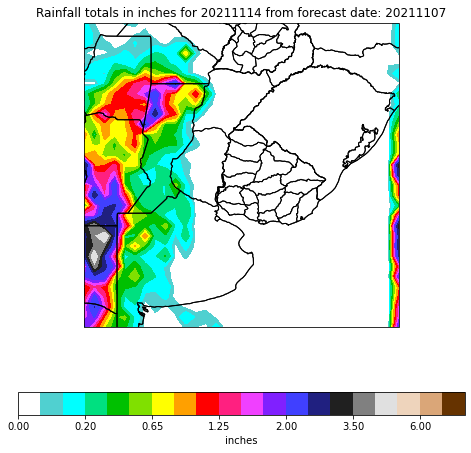 Rainfall totals in inches for 20211114 from forecast date: 20211107
0.00 0.20 0.65 1.25 2.00 3.50 6.00
inches